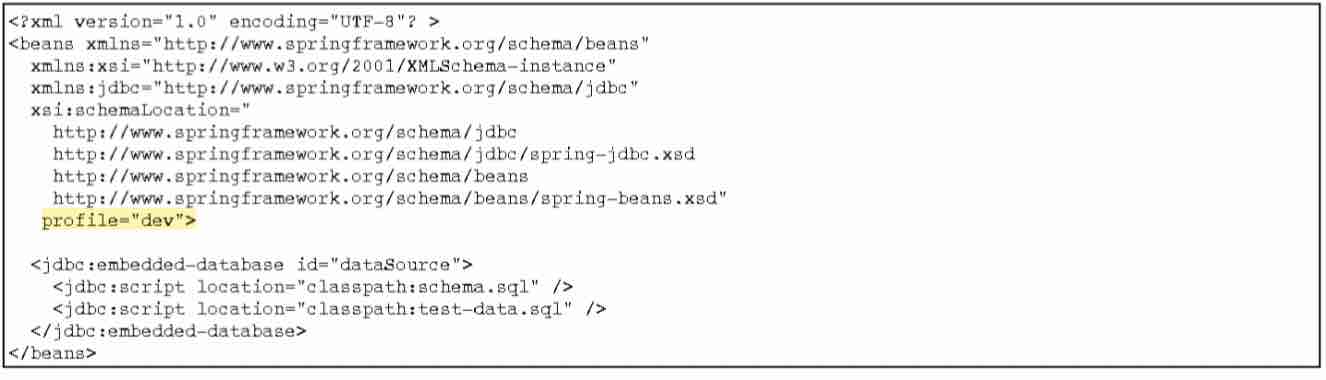 <?xml version="1.0" encoding="UTF-8"? >
<beans xmlns="http://www.springframework.org/schema/beans"
  xmlns:xsi="http://www.w3.org/2001/XMLSchema-instance"
  xmlns:jdbc="http://www.springframework.org/schema/jdbc"
  xsi:schemaLocation="
    http://www.springframework.org/schema/jdbc
    http://www.springframework.org/schema/jdbc/spring-jdbc.xsd
    http://www.springframework.org/schema/beans
    http://www.springframework.org/schema/beans/spring-beans.xsd"
   profile="dev">
  <jdbc:embedded-database id="dataSource">
    <jdbc:script location="classpath:schema.sql" />
    <jdbc:script location="classpath:test-data.sql" />
  </jdbc:embedded-database>
</beans>